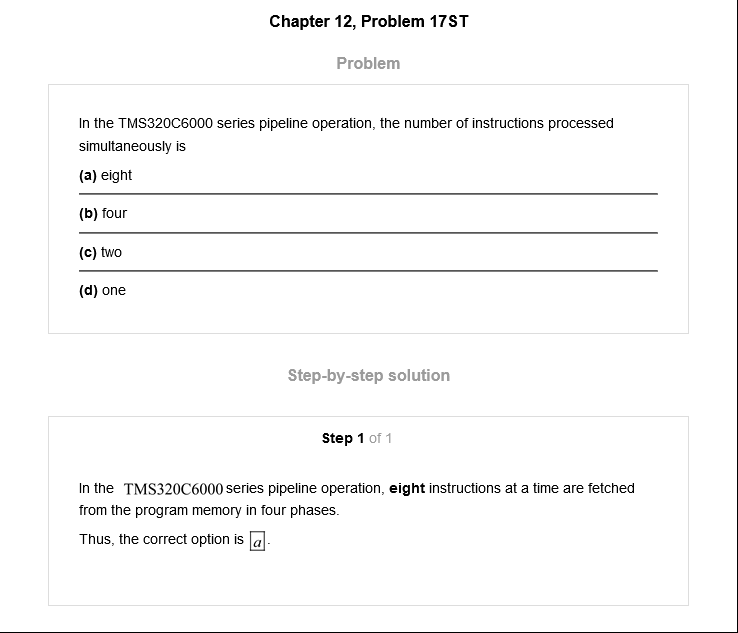 Chapter 12, Problem 17ST
Problem
In the TMS320C6000 series pipeline operation, the number of instructions processed
simultaneously is
(a) eight
(b) four
(c) two
(d) one
Step-by-step solution
Step 1 of 1
In the TMS320C6000 series pipeline operation, eight instructions at a time are fetched
from the program memory in four phases.
Thus, the correct option is a.